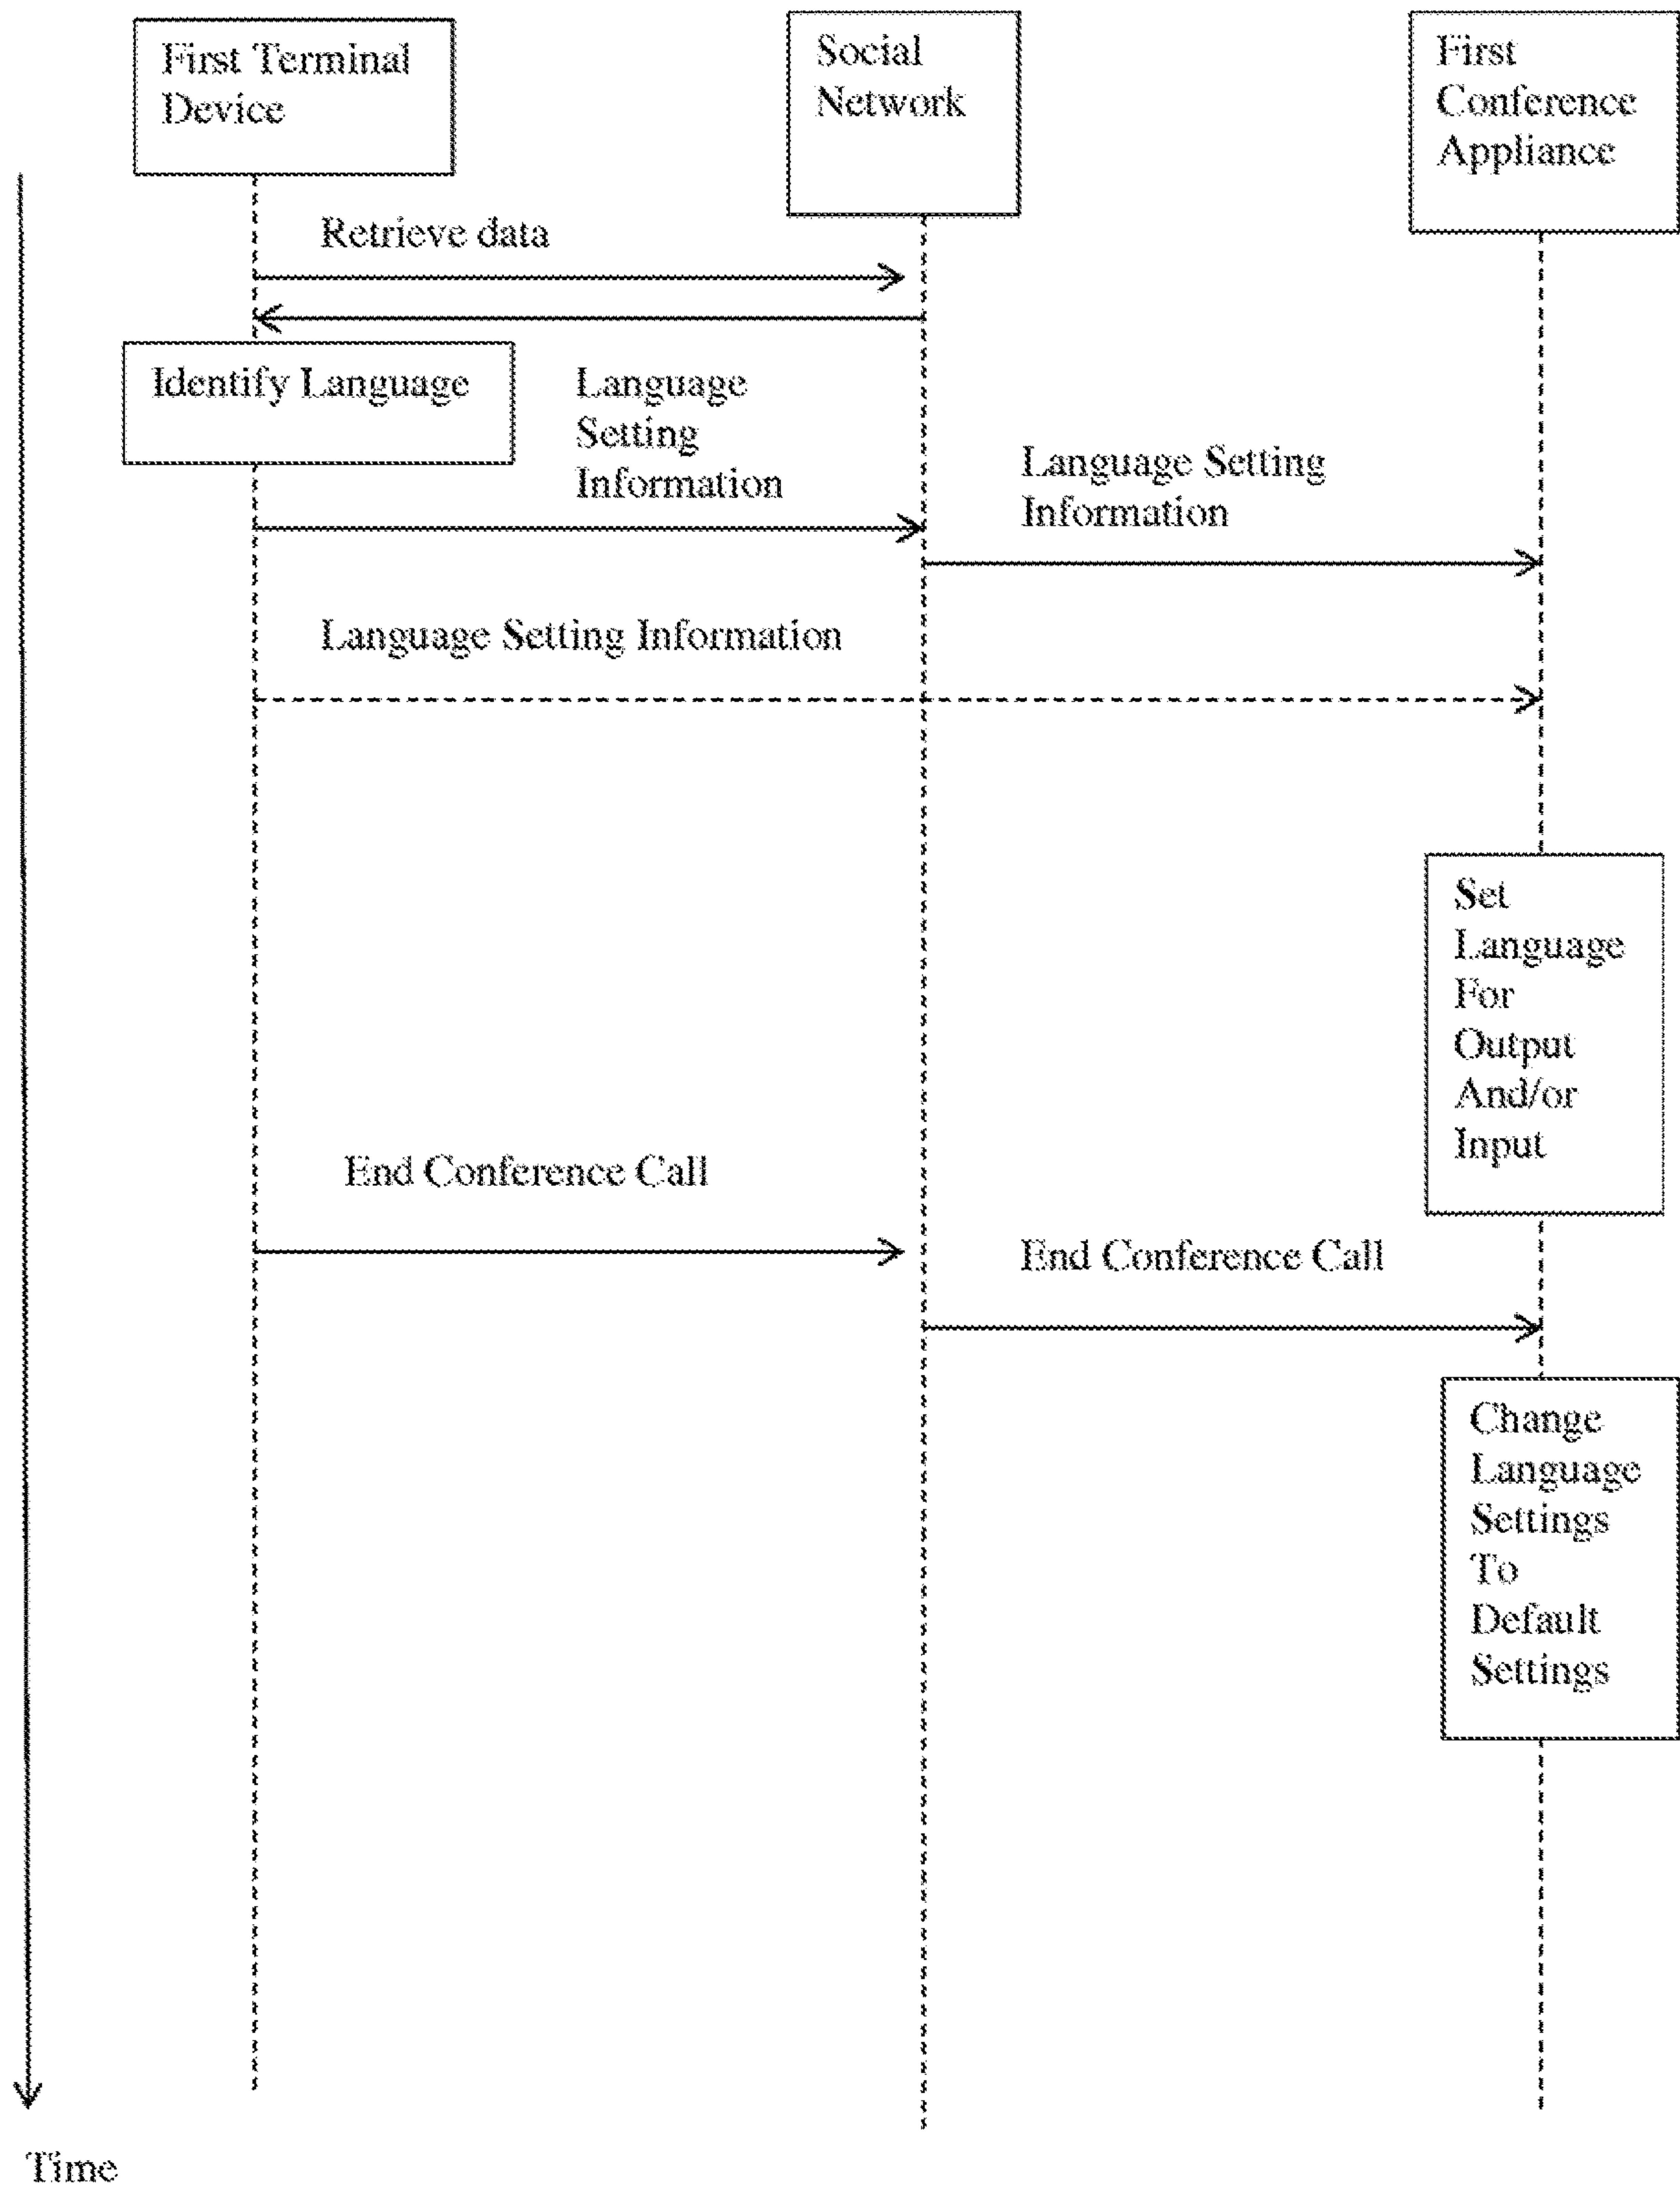 First Terminal
Device
Social
Network
First
Conference
Appliance
Retrieve data
Identify Language
Language
Setting
Information
Language Setting
Information
Language Setting Information
Set
Language
For
Output
And/or
Input
End Conference Call
End Conference Call
Change
Language
Settings
To
Default
Settings
Time